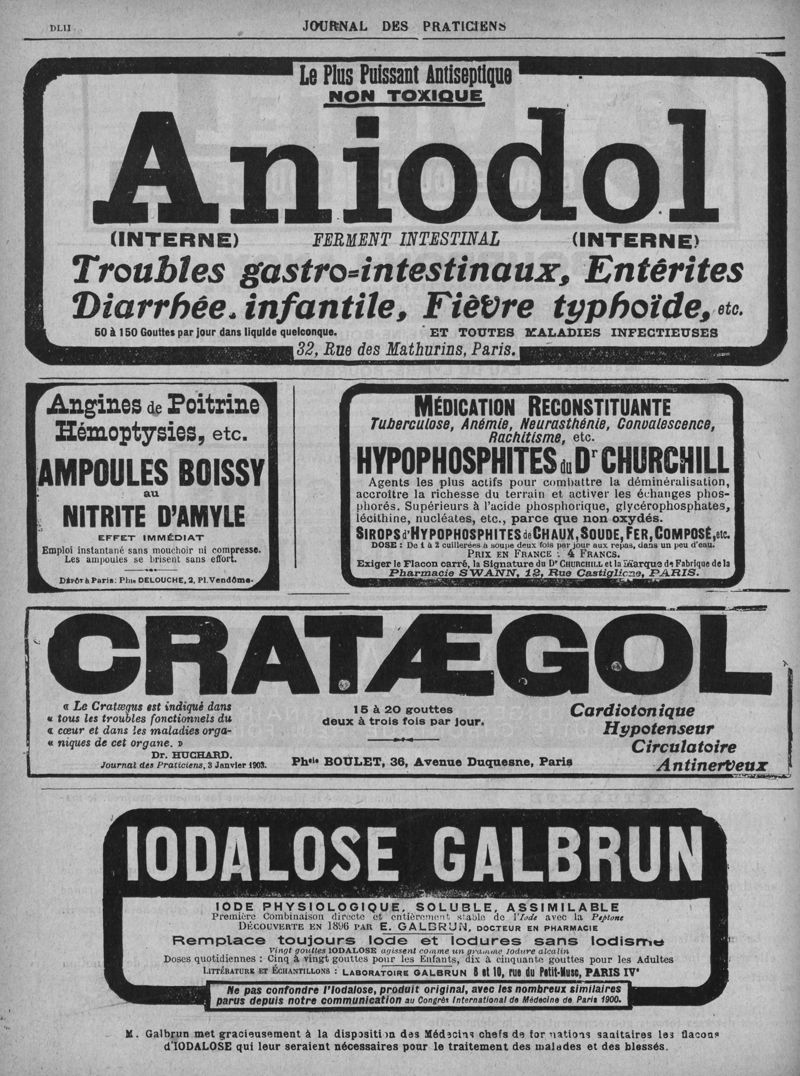 DLII
JOURNAL DES PRATICIENS
Le Plus Puissant Antiseptique
NON TOXIQUE
Aniodol
(INTERNE) FERMENT INTESTINAL (INTERNE)
Troubles gastro-intestinaux, Entérites
Diarrhée infantile, Fièvre typhoïde, etc.
50 à 150 Gouttes par jour dans liquide quelconque. ET TOUTES MALADIES INFECTIEUSES
32, Rue des Mathurins, Paris.
Angines de Poitrine
Hémoptysies, etc.
AMPOULES BOISSY
au
NITRITE D'AMYLE
EFFET IMMÉDIAT
Emploi instantané sans mouchoir ni compresse.
Les ampoules se brisent sans effort.
Dépôt à Paris: Phie DELOUCHE, 2, Pl. Vendôme.
MÉDICATION RECONSTITUANTE
Tuberculose, Anémie, Neurasthénie, Convalescence,
Rachitisme, etc.
HYPOPHOSPHITES du Dr CHURCHILL
Agents les plus actifs pour combattre la déminéralisation,
accroître la richesse du terrain et activer les échanges phos-
phorés. Supérieurs à l'acide phosphorique, glycérophosphates,
lécithine, nucléates, etc., parce que non oxydés.
SIROPS d'HYPOPHOSPHITES de CHAUX, SOUDE, FER, COMPOSÉ, etc.
DOSE : De 1 à 2 cuillerées à soupe deux fois par jour aux repas, dans un peu d'eau.
PRIX EN FRANCE : 4 FRANCS.
Exiger le Flacon carré, la Signature du Dr CHURCHILL et la Marque de Fabrique de la
Pharmacie SWANN, 12, Rue Castiglione, PARIS.
CRATÆGOL
« Le Cratægus est indiqué dans
« tous les troubles fonctionnels du
« cœur et dans les maladies orga-
« niques de cet organe. »
Dr. HUCHARD.
Journal des Praticiens, 3 Janvier 1903.
15 à 20 gouttes
deux à trois fois par jour.
Phcie BOULET, 36, Avenue Duquesne, Paris
Cardiotonique
Hypotenseur
Circulatoire
Antinerveux
IODALOSE GALBRUN
IODE PHYSIOLOGIQUE, SOLUBLE, ASSIMILABLE
Première Combinaison directe et entièrement stable de l'Iode avec la Peptone
DÉCOUVERTE EN 1896 PAR E. GALBRUN, DOCTEUR EN PHARMACIE
Remplace toujours Iode et Iodures sans Iodisme
Vingt gouttes IODALOSE agissent comme un gramme Iodure alcalin
Doses quotidiennes : Cinq à vingt gouttes pour les Enfants, dix à cinquante gouttes pour les Adultes
LITTÉRATURE ET ÉCHANTILLONS : LABORATOIRE GALBRUN 8 et 10, rue du Petit-Musc, PARIS IVe
Ne pas confondre l'Iodalose, produit original, avec les nombreux similaires
parus depuis notre communication au Congrès International de Médecine de Paris 1900.
M. Galbrun met gracieusement à la disposition des Médecins chefs de formations sanitaires les flacons
d'IODALOSE qui leur seraient nécessaires pour le traitement des malades et des blessés.